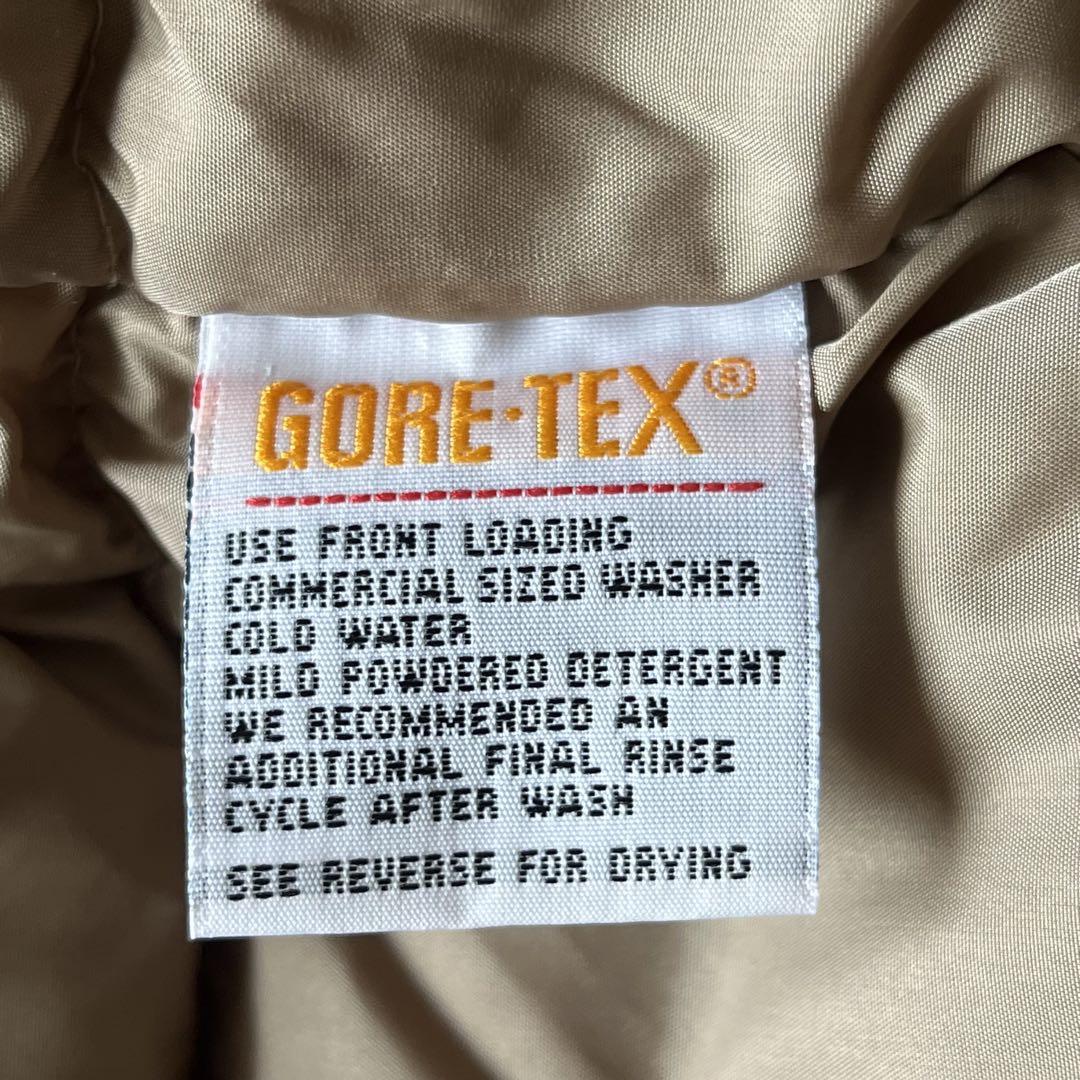 GORE-TEX®
USE FRONT LOADING
COMMERCIAL SIZED WASHER
COLD WATER
MILD POWDERED DETERGENT
WE RECOMMENDED AN
ADDITIONAL FINAL RINSE
CYCLE AFTER WASH
SEE REVERSE FOR DRYING